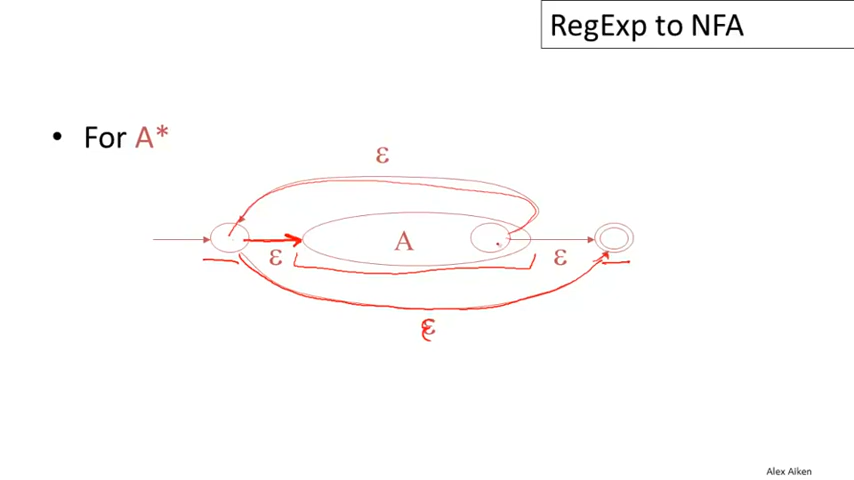 RegExp to NFA
• For A*
ε
A
ε
ε
ε
Alex Aiken